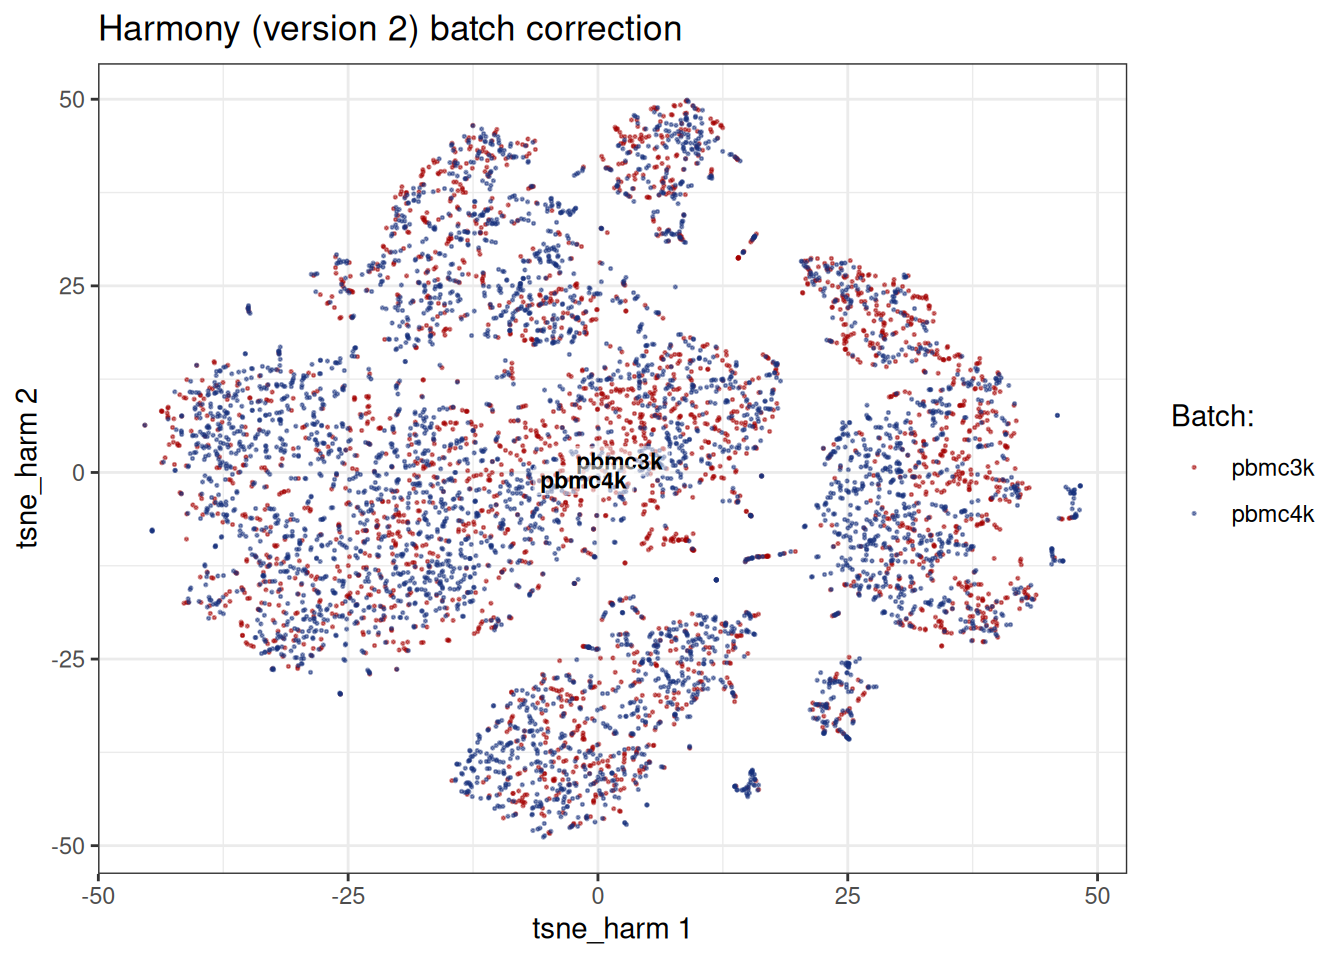 Harmony (version 2) batch correction
50
25
0
-25
-50
tsne_harm 2
pbmc3k
pbmc4k
-50
-25
0
25
50
tsne_harm 1
Batch:
pbmc3k
pbmc4k